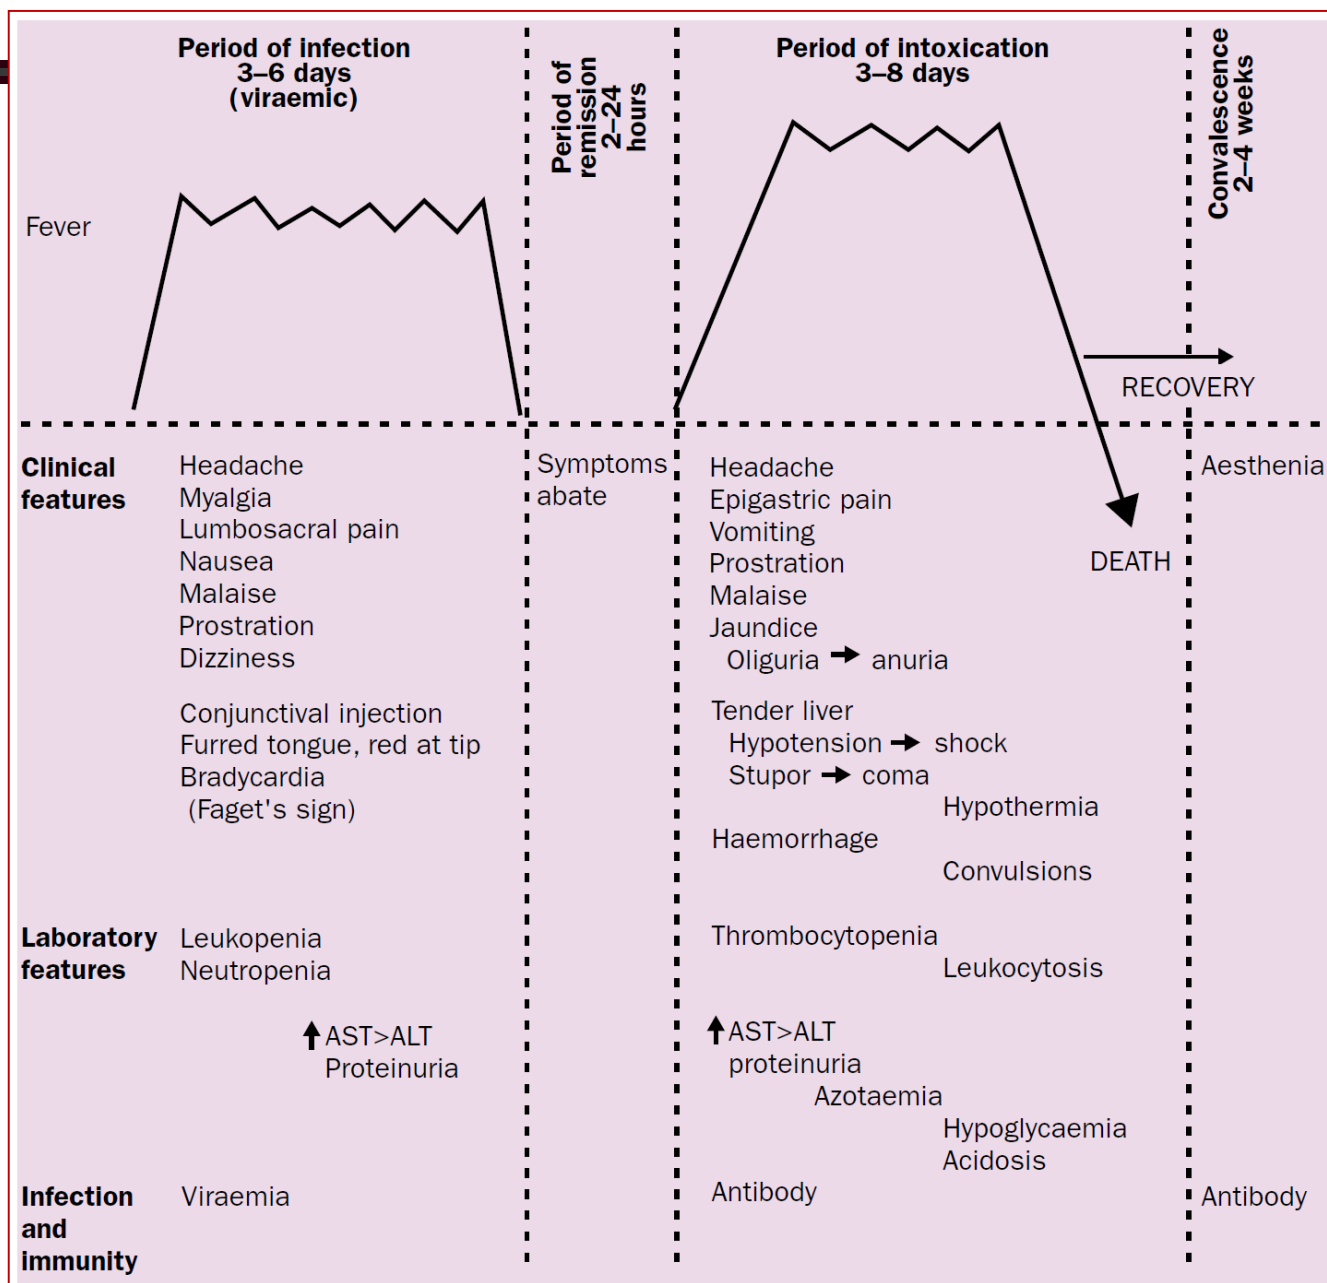 Period of infection
3–6 days
(viraemic)
Period of
remission
2–24
hours
Period of intoxication
3–8 days
Convalescence
2–4 weeks
Fever
RECOVERY
DEATH
Clinical
features
Headache
Myalgia
Lumbosacral pain
Nausea
Malaise
Prostration
Dizziness
Conjunctival injection
Furred tongue, red at tip
Bradycardia
(Faget's sign)
Symptoms
abate
Headache
Epigastric pain
Vomiting
Prostration
Malaise
Jaundice
Oliguria → anuria
Tender liver
Hypotension → shock
Stupor → coma
Hypothermia
Haemorrhage
Convulsions
Aesthenia
Laboratory
features
Leukopenia
Neutropenia
↑ AST>ALT
Proteinuria
Thrombocytopenia
Leukocytosis
↑ AST>ALT
proteinuria
Azotaemia
Hypoglycaemia
Acidosis
Infection
and
immunity
Viraemia
Antibody
Antibody